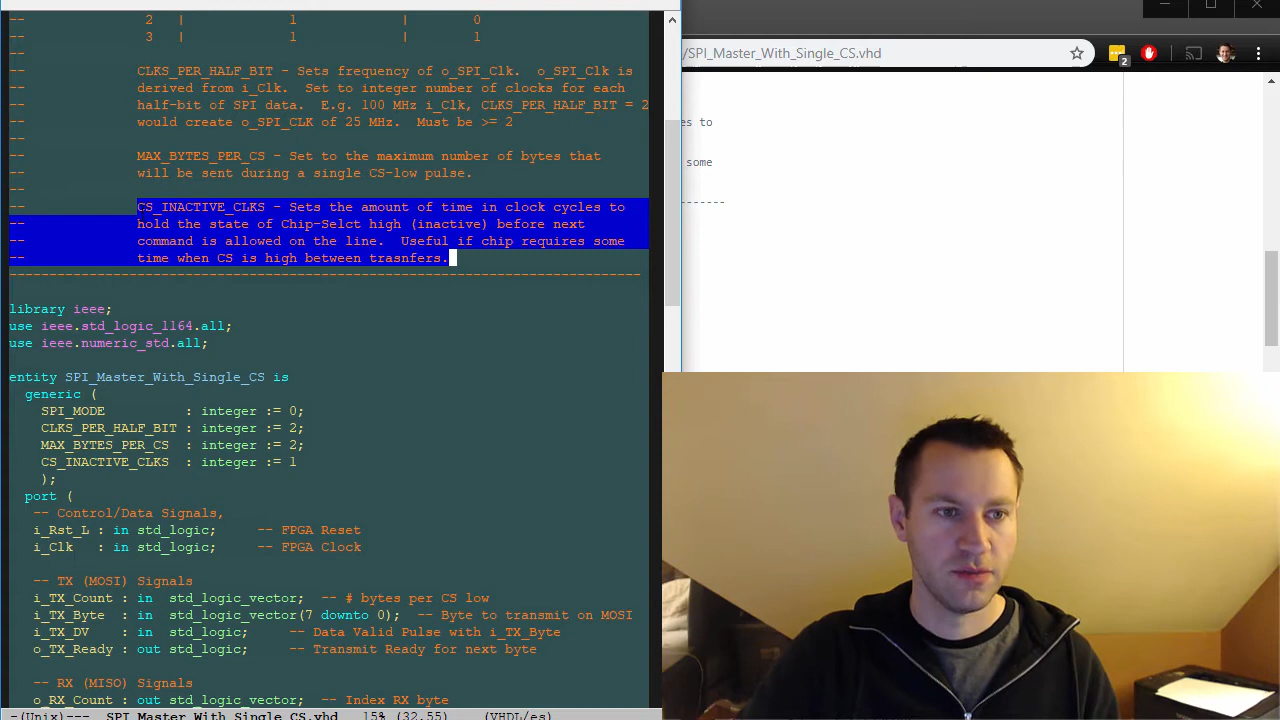 -- 2 | 1 | 0
-- 3 | 1 | 1
--
-- CLKS_PER_HALF_BIT - Sets frequency of o_SPI_Clk. o_SPI_Clk is
-- derived from i_Clk. Set to integer number of clocks for each
-- half-bit of SPI data. E.g. 100 MHz i_Clk, CLKS_PER_HALF_BIT = 2
-- would create o_SPI_CLK of 25 MHz. Must be >= 2
--
-- MAX_BYTES_PER_CS - Set to the maximum number of bytes that
-- will be sent during a single CS-low pulse.
--
-- CS_INACTIVE_CLKS - Sets the amount of time in clock cycles to
-- hold the state of Chip-Selct high (inactive) before next
-- command is allowed on the line. Useful if chip requires some
-- time when CS is high between trasnfers.
-------------------------------------------------------------------------------
library ieee;
use ieee.std_logic_1164.all;
use ieee.numeric_std.all;
entity SPI_Master_With_Single_CS is
generic (
SPI_MODE : integer := 0;
CLKS_PER_HALF_BIT : integer := 2;
MAX_BYTES_PER_CS : integer := 2;
CS_INACTIVE_CLKS : integer := 1
);
port (
-- Control/Data Signals,
i_Rst_L : in std_logic; -- FPGA Reset
i_Clk : in std_logic; -- FPGA Clock
-- TX (MOSI) Signals
i_TX_Count : in std_logic_vector; -- # bytes per CS low
i_TX_Byte : in std_logic_vector(7 downto 0); -- Byte to transmit on MOSI
i_TX_DV : in std_logic; -- Data Valid Pulse with i_TX_Byte
o_TX_Ready : out std_logic; -- Transmit Ready for next byte
-- RX (MISO) Signals
o_RX_Count : out std_logic_vector; -- Index RX byte
-(Unix)--- SPI_Master_With_Single_CS.vhd 15% (32,55) (VHDL/es)
/SPI_Master_With_Single_CS.vhd
2
es to
some
-------